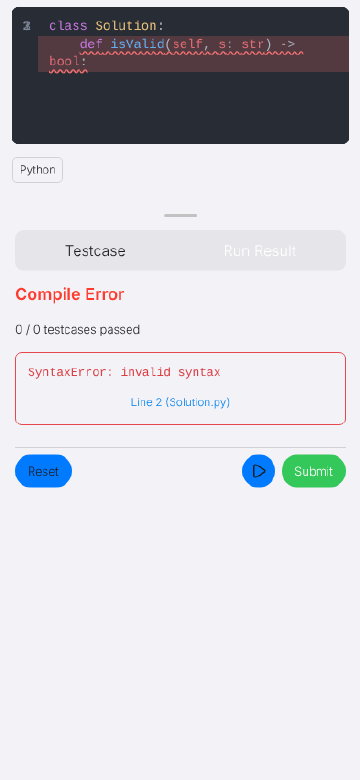 class Solution:
def isValid(self, s: str) ->
bool:
Python
Testcase
Run Result
Compile Error
0 / 0 testcases passed
SyntaxError: invalid syntax
Line 2 (Solution.py)
Reset
Submit